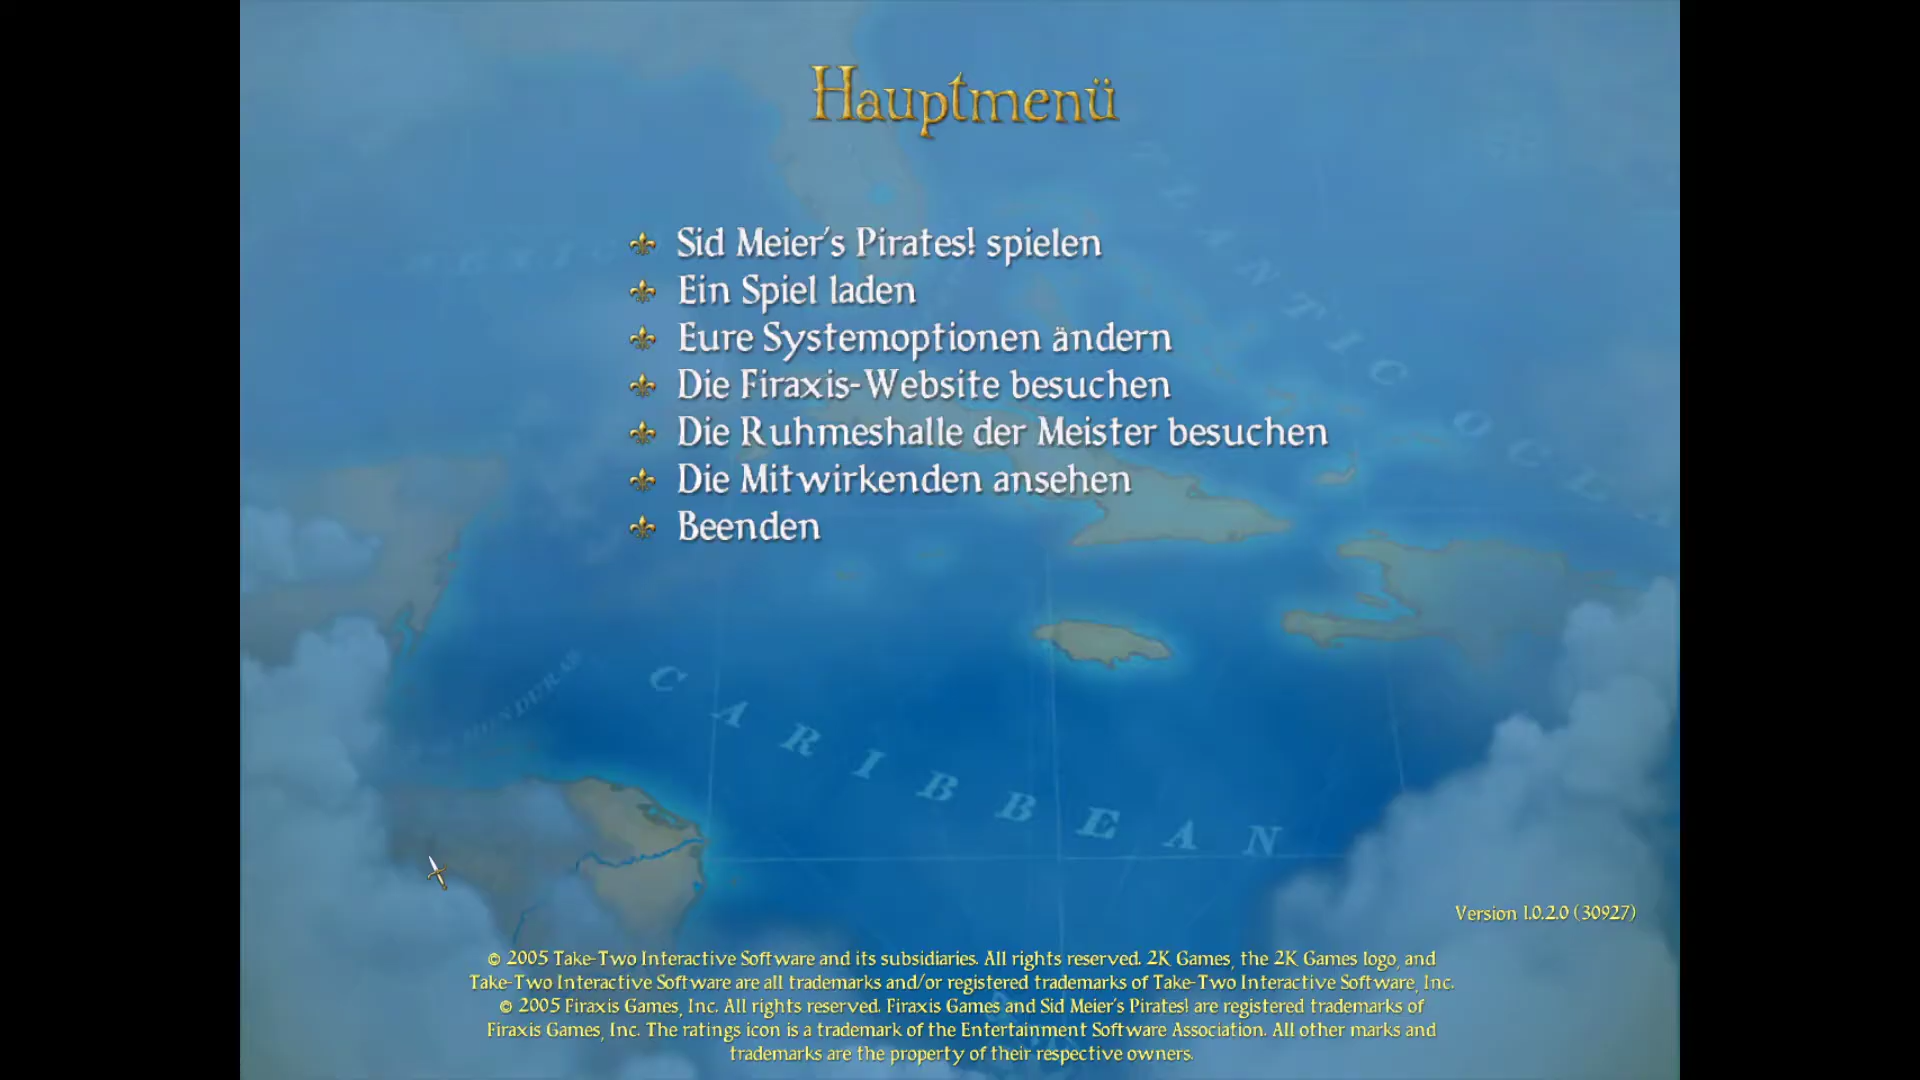 Hauptmenü
Sid Meier's Pirates! spielen
Ein Spiel laden
Eure Systemoptionen ändern
Die Firaxis-Website besuchen
Die Ruhmeshalle der Meister besuchen
Die Mitwirkenden ansehen
Beenden
HONDURAS
CARIBBEAN
Version 1.0.2.0 (30927)
© 2005 Take-Two Interactive Software and its subsidiaries. All rights reserved. 2K Games, the 2K Games logo, and
Take-Two Interactive Software are all trademarks and/or registered trademarks of Take-Two Interactive Software, Inc.
© 2005 Firaxis Games, Inc. All rights reserved. Firaxis Games and Sid Meier's Pirates! are registered trademarks of
Firaxis Games, Inc. The ratings icon is a trademark of the Entertainment Software Association. All other marks and
trademarks are the property of their respective owners.